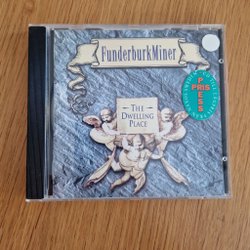 FunderburkMiner
PRIS
PRESS
THE
DWELLING
PLACE